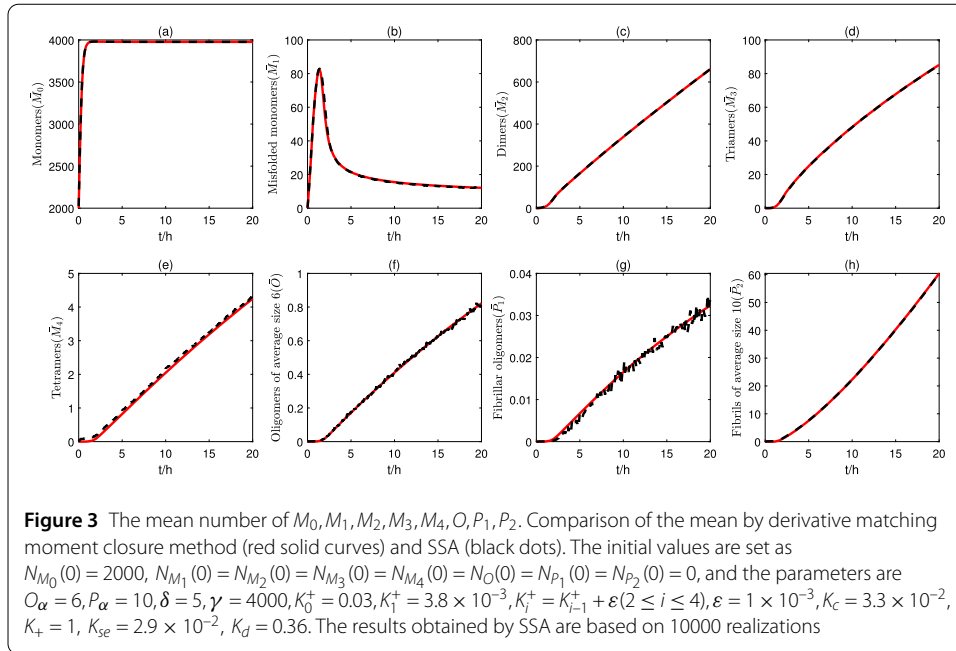 (a) (b) (c) (d)
Monomers(M̄₀)
4000
3500
3000
2500
2000
0 5 10 15 20
t/h
Misfolded monomers(M̄₁)
100
80
60
40
20
0
0 5 10 15 20
t/h
Dimers(M̄₂)
800
600
400
200
0
0 5 10 15 20
t/h
Triamers(M̄₃)
100
80
60
40
20
0
0 5 10 15 20
t/h
(e) (f) (g) (h)
Tetramers(M̄₄)
5
4
3
2
1
0
0 5 10 15 20
t/h
Oligomers of average size 6(Ō)
1
0.8
0.6
0.4
0.2
0
0 5 10 15 20
t/h
Fibrillar oligomers(P̄₁)
0.04
0.03
0.02
0.01
0
0 5 10 15 20
t/h
Fibrils of average size 10(P̄₂)
60
50
40
30
20
10
0
0 5 10 15 20
t/h
Figure 3 The mean number of M₀, M₁, M₂, M₃, M₄, O, P₁, P₂. Comparison of the mean by derivative matching
moment closure method (red solid curves) and SSA (black dots). The initial values are set as
N_{M₀}(0) = 2000, N_{M₁}(0) = N_{M₂}(0) = N_{M₃}(0) = N_{M₄}(0) = N_O(0) = N_{P₁}(0) = N_{P₂}(0) = 0, and the parameters are
O_α = 6, P_α = 10, δ = 5, γ = 4000, K₀⁺ = 0.03, K₁⁺ = 3.8 × 10⁻³, K_i⁺ = K_{i−1}⁺ + ε(2 ≤ i ≤ 4), ε = 1 × 10⁻³, K_c = 3.3 × 10⁻²,
K₊ = 1, K_{se} = 2.9 × 10⁻², K_d = 0.36. The results obtained by SSA are based on 10000 realizations